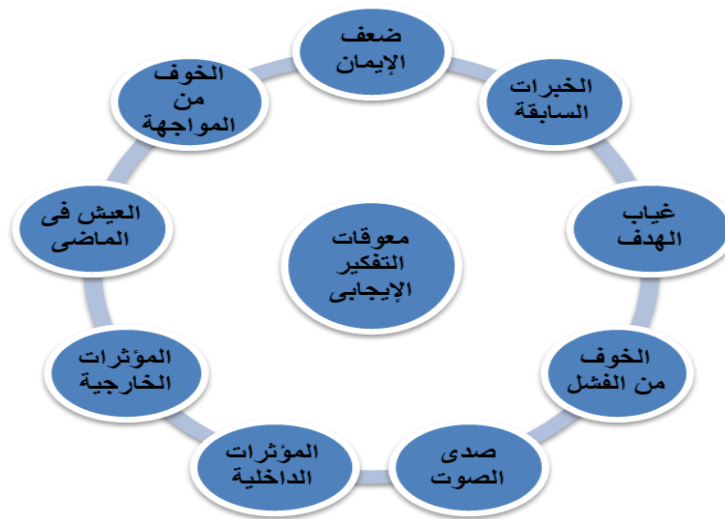 معوقات
التفكير
الإيجابى
ضعف
الإيمان
الخبرات
السابقة
غياب
الهدف
الخوف
من الفشل
صدى
الصوت
المؤثرات
الداخلية
المؤثرات
الخارجية
العيش فى
الماضى
الخوف
من
المواجهة